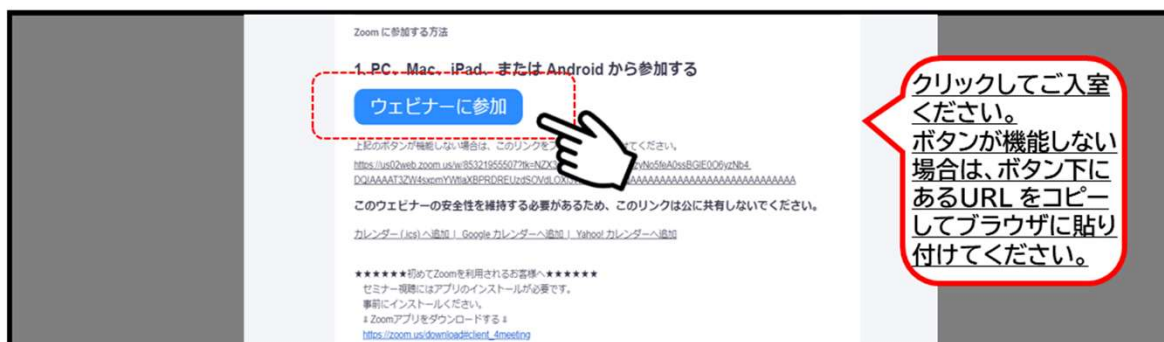 Zoom に参加する方法
1. PC、Mac、iPad、または Android から参加する
ウェビナーに参加
上記のボタンが機能しない場合は、このリンクをブ けてください。
https://us02web.zoom.us/w/85321955507?tk=NZX
このウェビナーの安全性を維持する必要があるため、このリンクは公に共有しないでください。
カレンダー (.ics) へ追加 | Google カレンダーへ追加 | Yahoo! カレンダーへ追加
★★★★★★初めてZoomを利用されるお客様へ★★★★★★
セミナー視聴にはアプリのインストールが必要です。
事前にインストールください。
⇩Zoomアプリをダウンロードする⇩
https://zoom.us/download#client_4meeting
クリックしてご入室
ください。
ボタンが機能しない
場合は、ボタン下に
あるURL をコピー
してブラウザに貼り
付けてください。